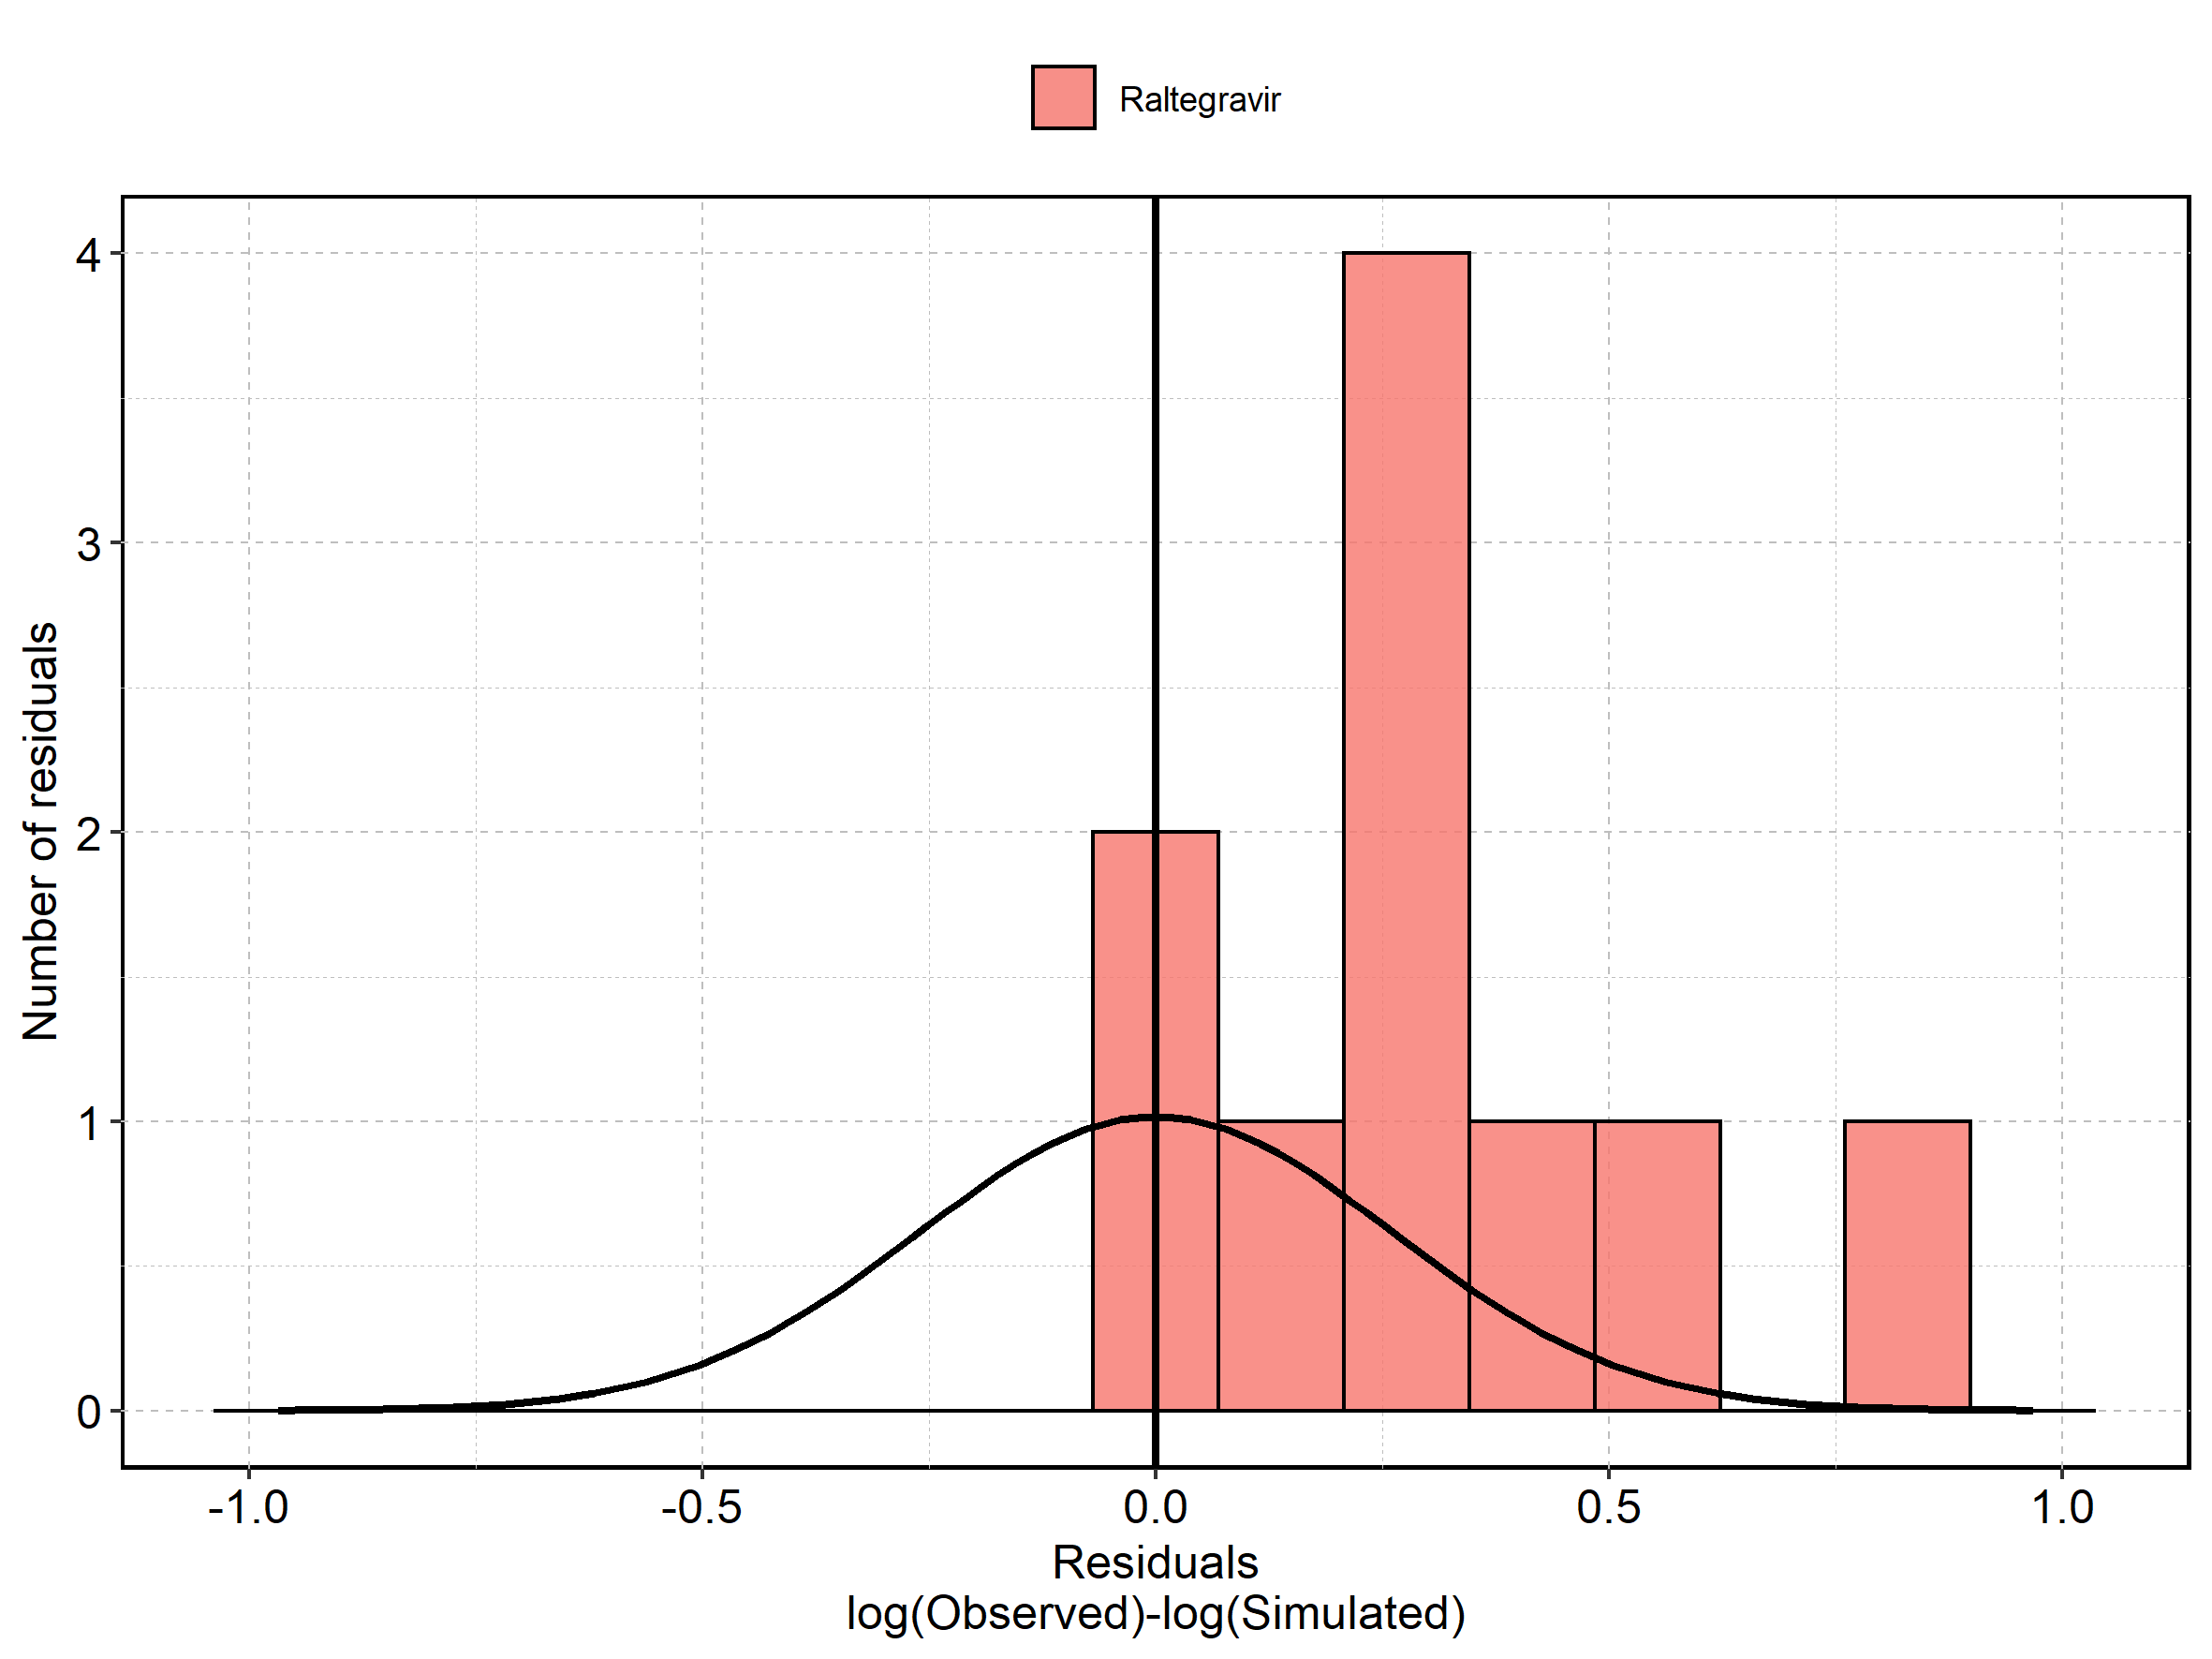 Raltegravir
4
3
2
1
0
Number of residuals
-1.0
-0.5
0.0
0.5
1.0
Residuals
log(Observed)-log(Simulated)